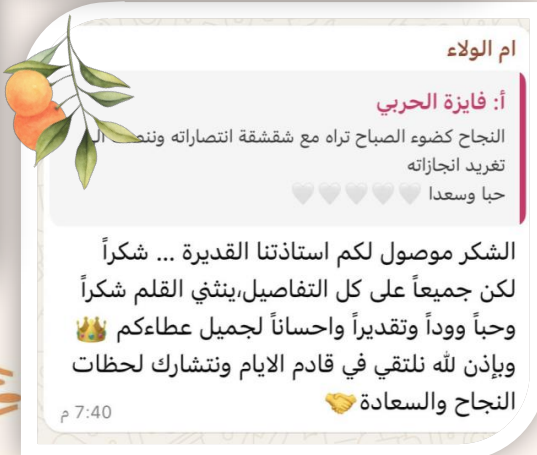 ام الولاء
أ: فايزة الحربي
النجاح كضوء الصباح تراه مع شقشقة انتصاراته
تغريد انجازاته
حبا وسعدا 🤍🤍🤍🤍🤍
الشكر موصول لكم استاذتنا القديرة ... شكراً
لكن جميعاً على كل التفاصيل،ينثني القلم شكراً
وحباً ووداً وتقديراً واحساناً لجميل عطاءكم 👑
وبإذن لله نلتقي في قادم الايام ونتشارك لحظات
النجاح والسعادة 🤝
7:40 م